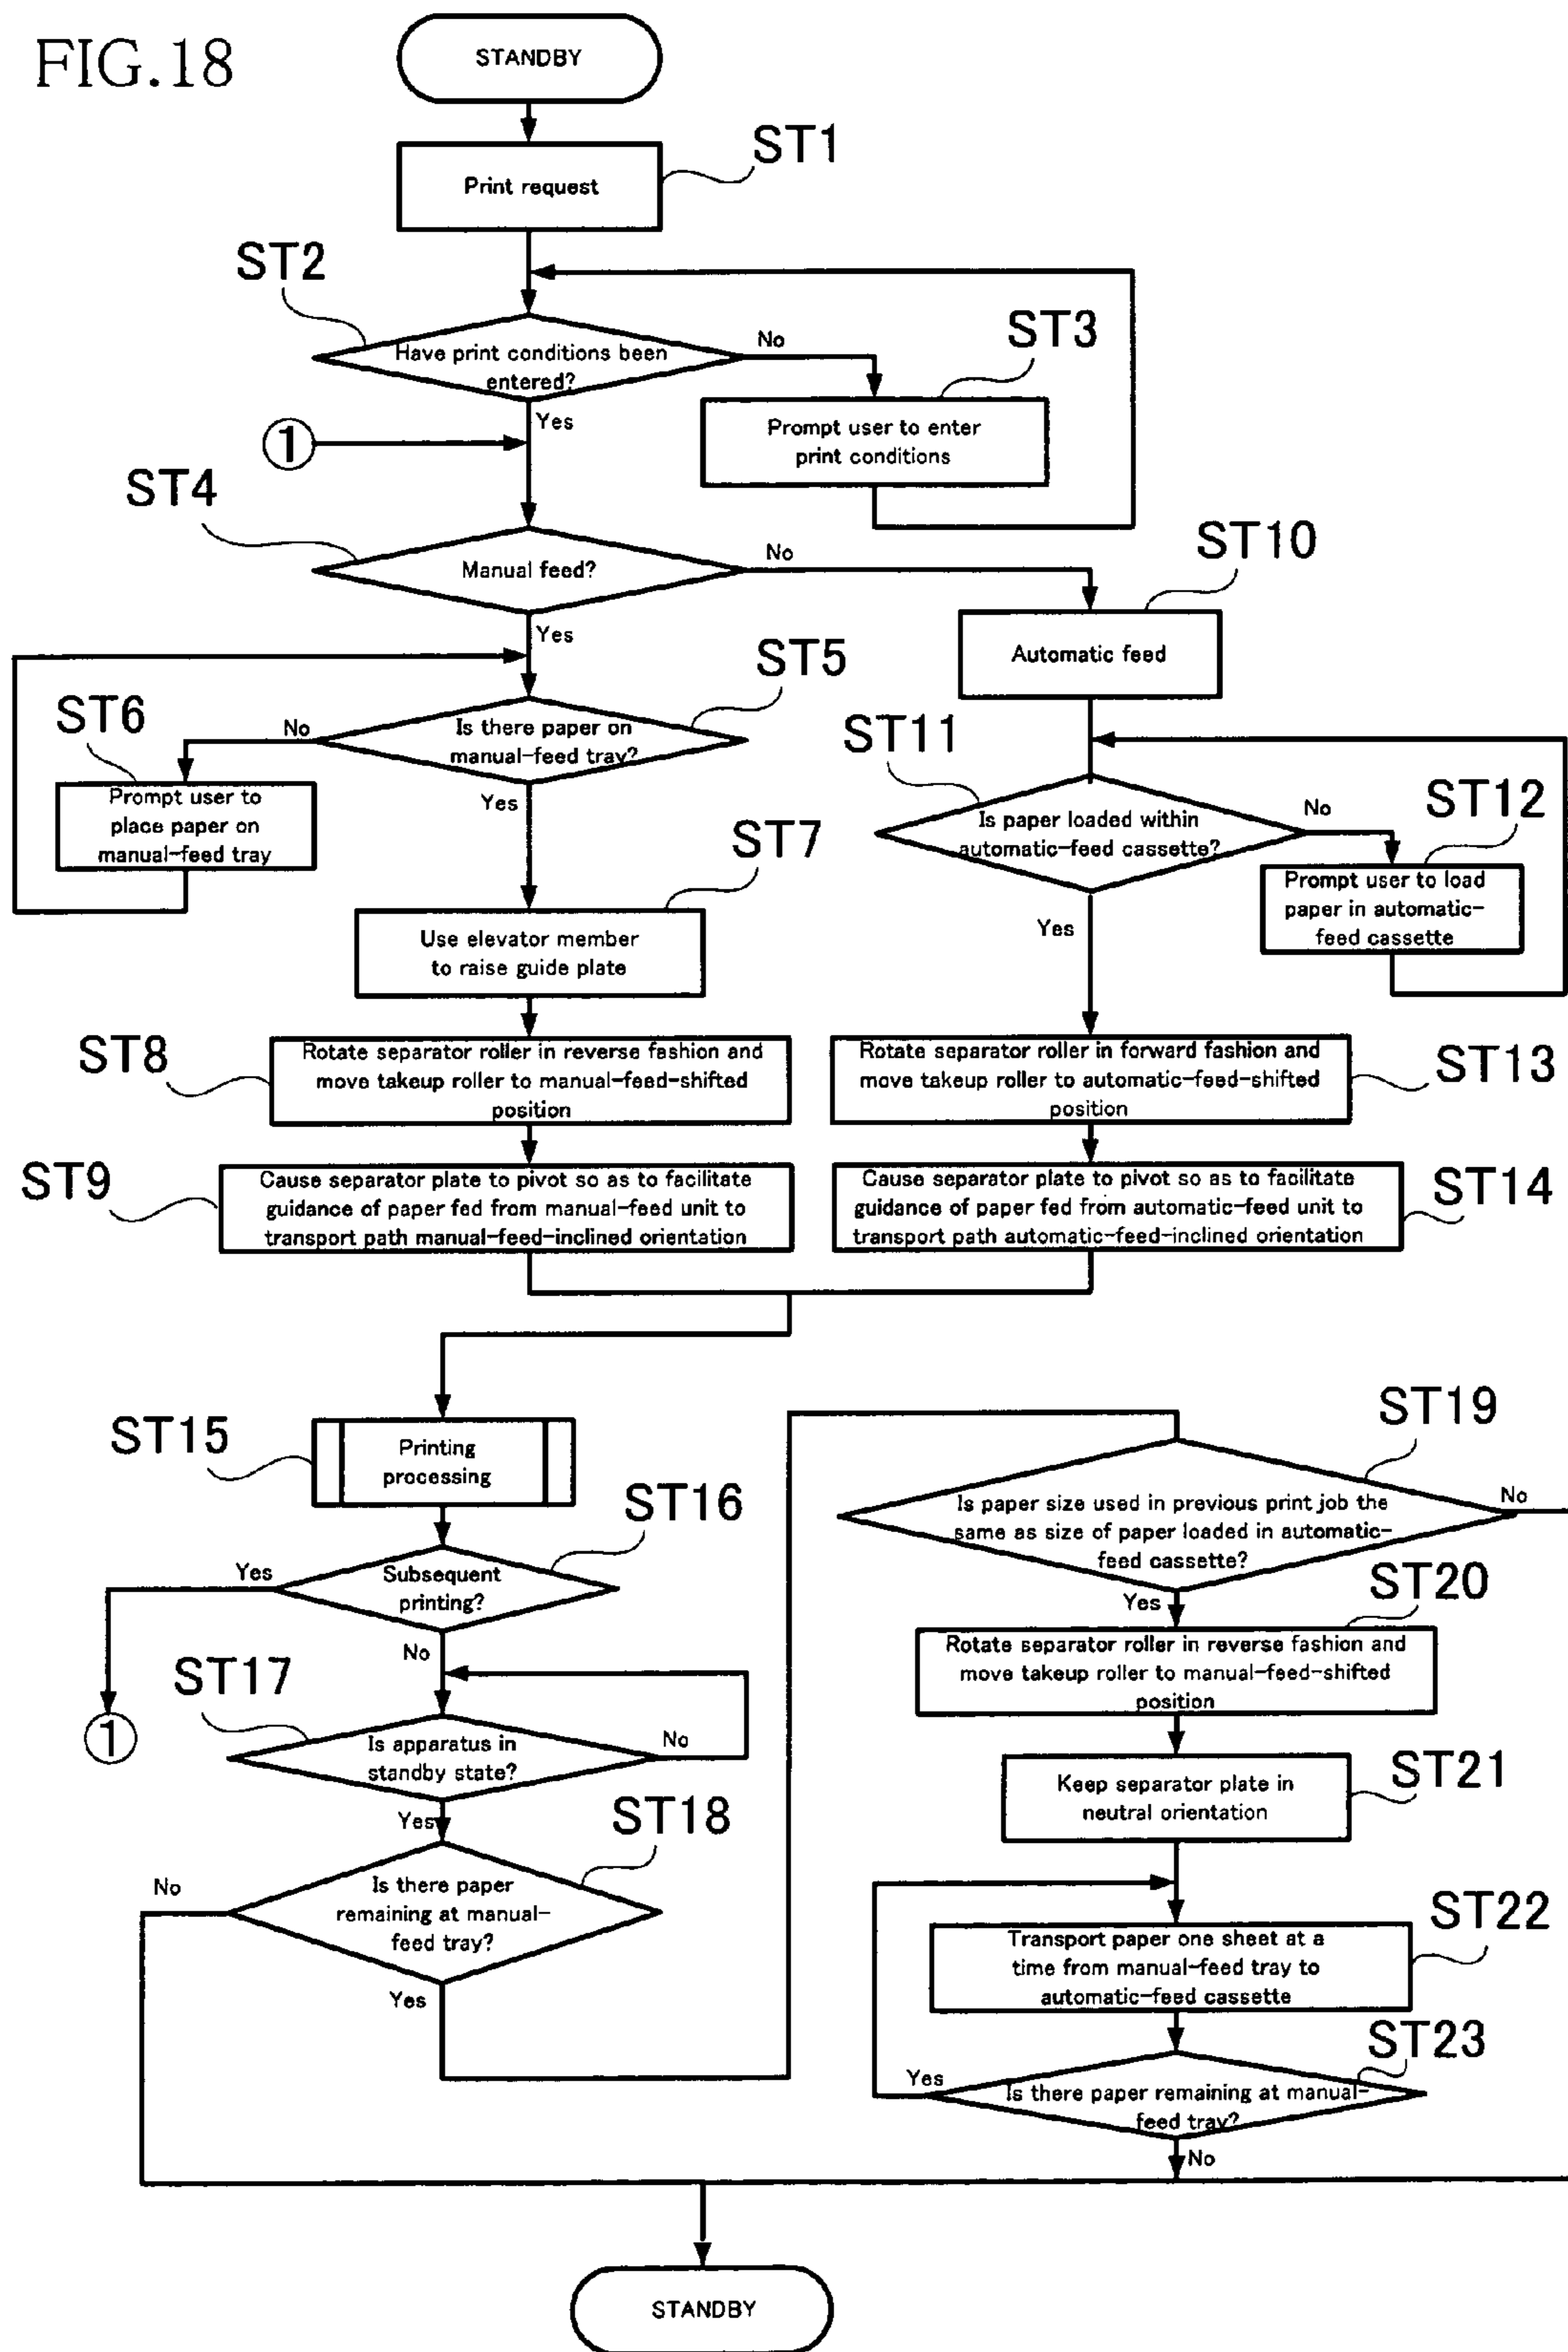 FIG.18
STANDBY
ST1
Print request
ST2
Have print conditions been
entered?
No
ST3
Prompt user to enter
print conditions
Yes
1
ST4
Manual feed?
No
ST10
Automatic feed
Yes
ST5
Is there paper on
manual-feed tray?
No
ST6
Prompt user to
place paper on
manual-feed tray
Yes
ST11
Is paper loaded within
automatic-feed cassette?
No
ST12
Prompt user to load
paper in automatic-
feed cassette
Yes
ST7
Use elevator member
to raise guide plate
ST8
Rotate separator roller in reverse fashion and
move takeup roller to manual-feed-shifted
position
ST13
Rotate separator roller in forward fashion and
move takeup roller to automatic-feed-shifted
position
ST9
Cause separator plate to pivot so as to facilitate
guidance of paper fed from manual-feed unit to
transport path manual-feed-inclined orientation
ST14
Cause separator plate to pivot so as to facilitate
guidance of paper fed from automatic-feed unit to
transport path automatic-feed-inclined orientation
ST15
Printing
processing
ST16
Subsequent
printing?
Yes
1
No
ST17
Is apparatus in
standby state?
No
Yes
ST18
Is there paper
remaining at manual-
feed tray?
No
Yes
ST19
Is paper size used in previous print job the
same as size of paper loaded in automatic-
feed cassette?
No
Yes
ST20
Rotate separator roller in reverse fashion and
move takeup roller to manual-feed-shifted
position
ST21
Keep separator plate in
neutral orientation
ST22
Transport paper one sheet at a
time from manual-feed tray to
automatic-feed cassette
ST23
Is there paper remaining at manual-
feed tray?
Yes
No
STANDBY